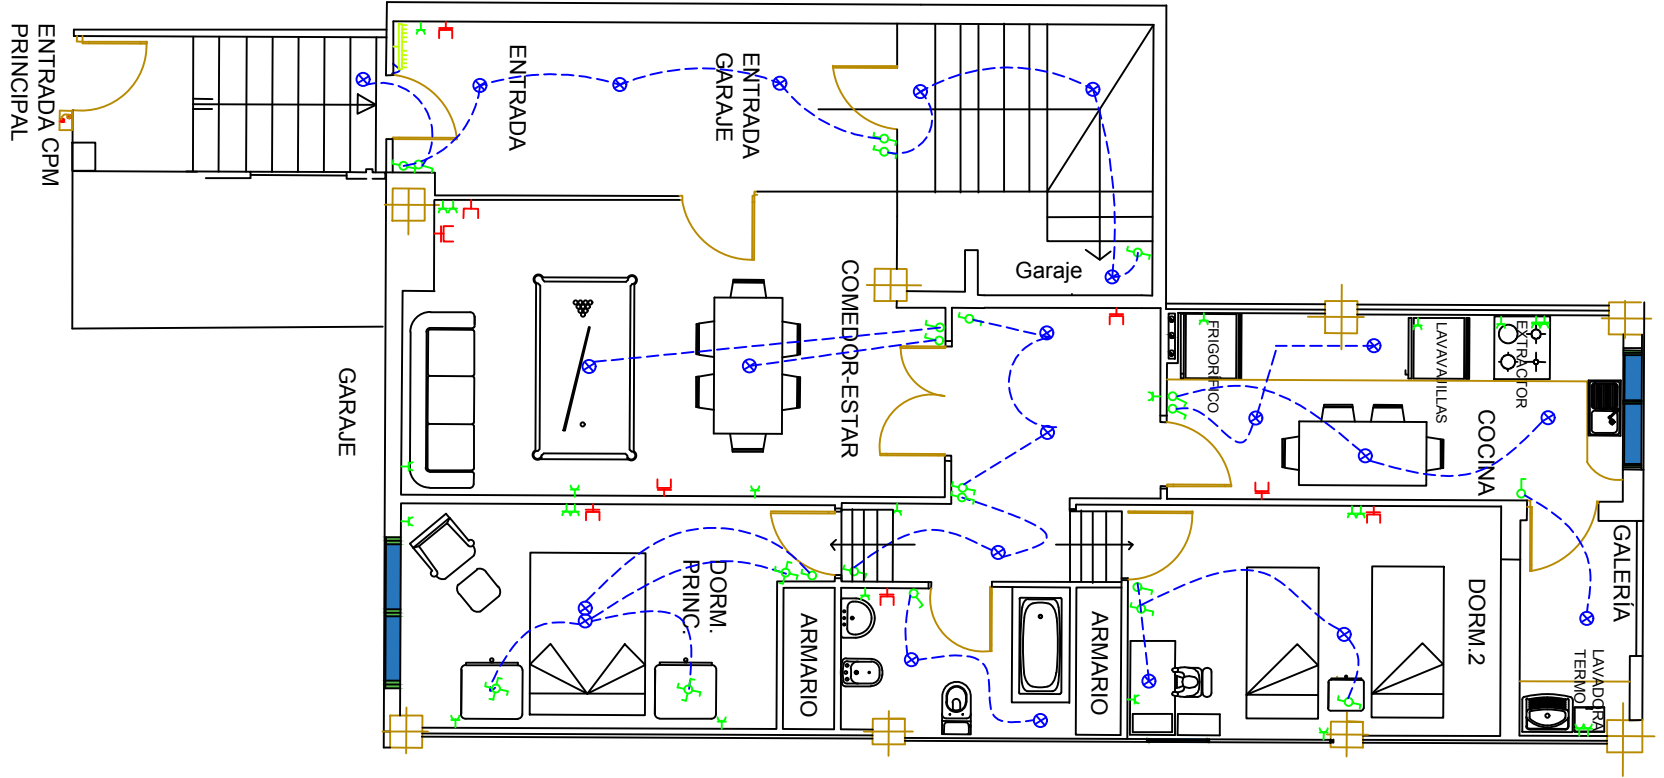 ENTRADA CPM
PRINCIPAL
ENTRADA
ENTRADA
GARAJE
Garaje
GARAJE
COMEDOR-ESTAR
FRIGORIFICO
LAVAVAJILLAS
EXTRACTOR
COCINA
GALERÍA
DORM.
PRINC.
ARMARIO
ARMARIO
DORM.2
LAVADORA
TERMO